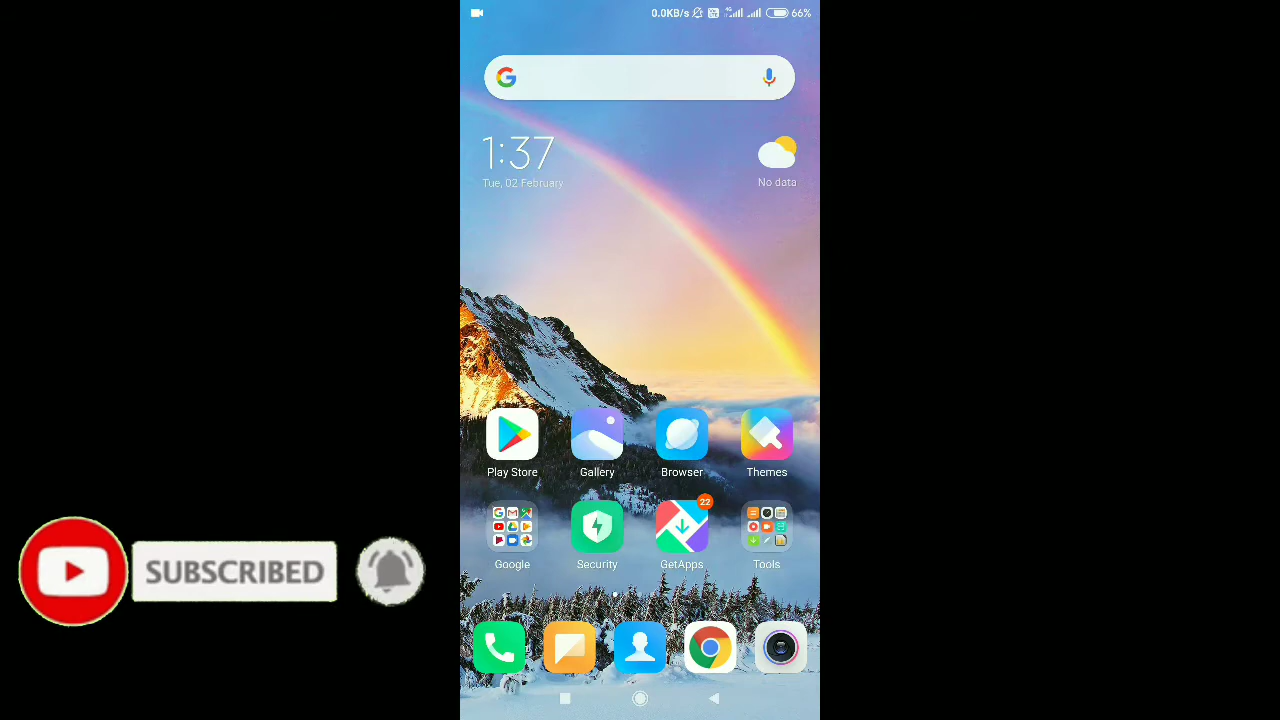 0.0KB/s 4G 66%
1:37
Tue, 02 February
No data
Play Store Gallery Browser Themes
22
Google Security GetApps Tools
SUBSCRIBED